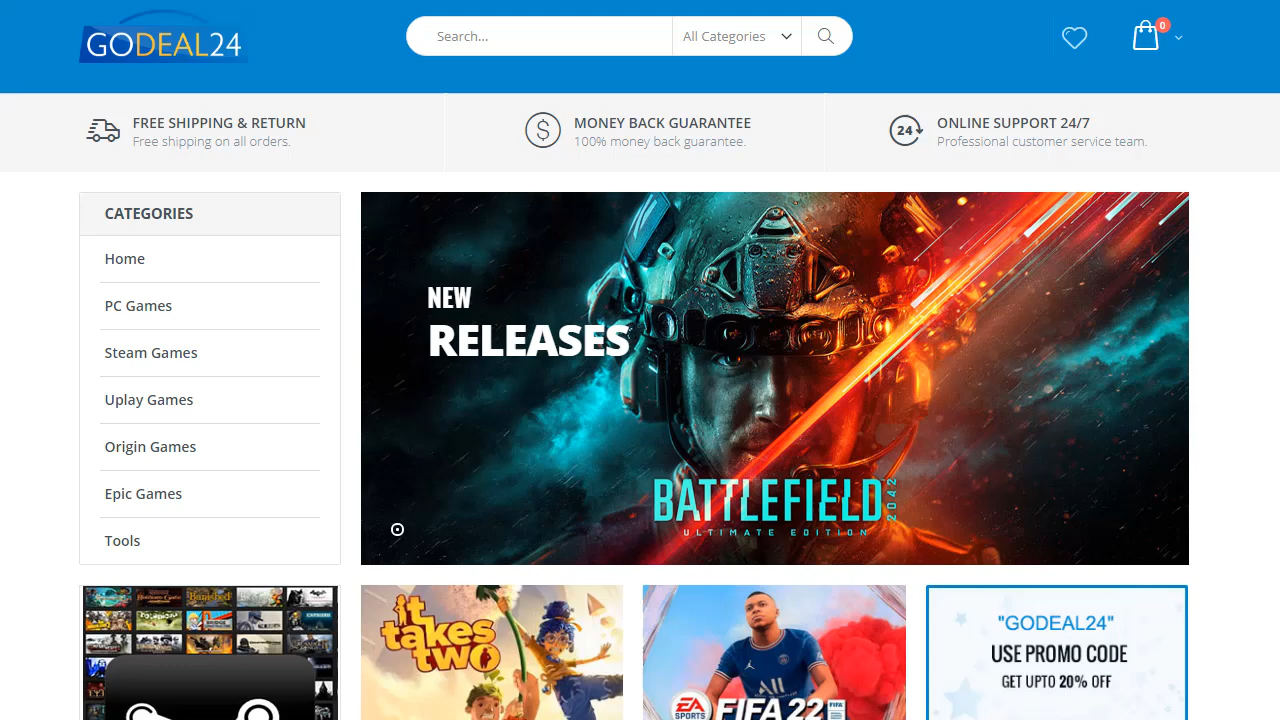 GODEAL24
Search...
All Categories
0
FREE SHIPPING & RETURN
Free shipping on all orders.
MONEY BACK GUARANTEE
100% money back guarantee.
24
ONLINE SUPPORT 24/7
Professional customer service team.
CATEGORIES
Home
PC Games
Steam Games
Uplay Games
Origin Games
Epic Games
Tools
NEW
RELEASES
BATTLEFIELD 2042
ULTIMATE EDITION
Banished
it
takes
two
EA
SPORTS
FIFA 22
FIFA
"GODEAL24"
USE PROMO CODE
GET UPTO 20% OFF